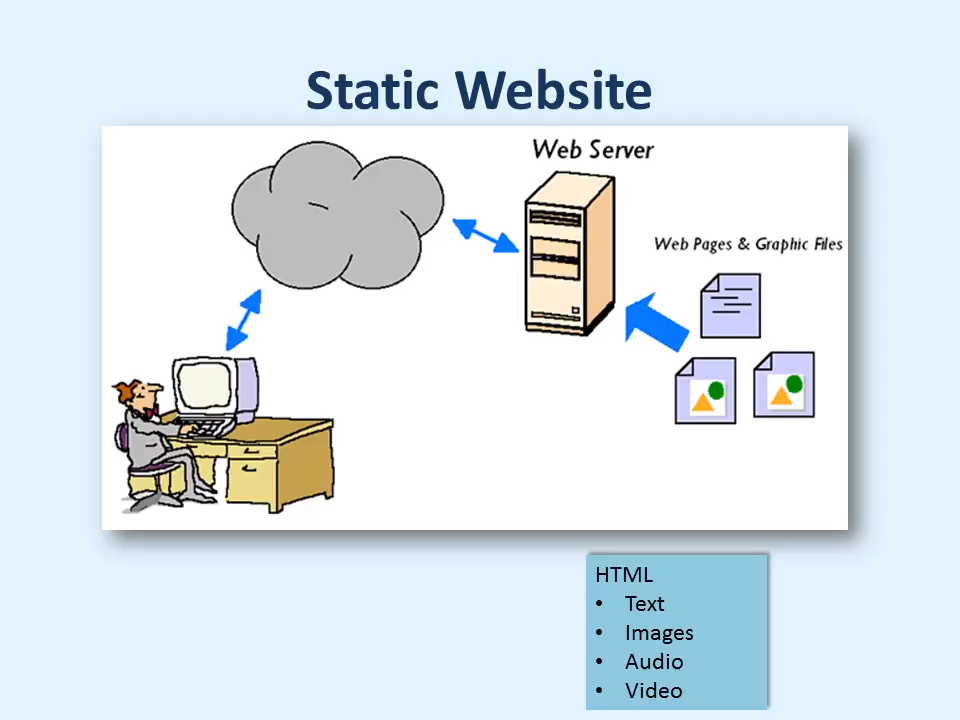 Static Website
Web Server
Web Pages & Graphic Files
HTML
• Text
• Images
• Audio
• Video